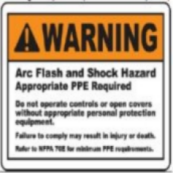 WARNING
Arc Flash and Shock Hazard
Appropriate PPE Required
Do not operate controls or open covers
without appropriate personal protection
equipment.
Failure to comply may result in injury or death.
Refer to NFPA 70E for minimum PPE requirements.